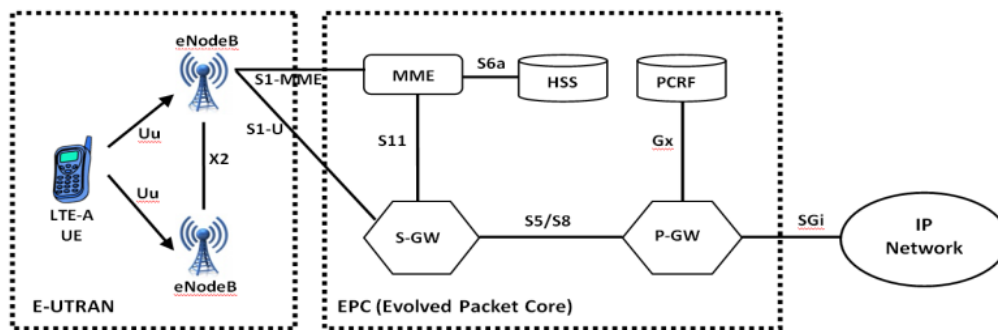 eNodeB
S1-MME
MME
S6a
HSS
PCRF
Uu
S1-U
X2
S11
Gx
LTE-A
UE
Uu
S-GW
S5/S8
P-GW
SGi
IP
Network
eNodeB
E-UTRAN
EPC (Evolved Packet Core)